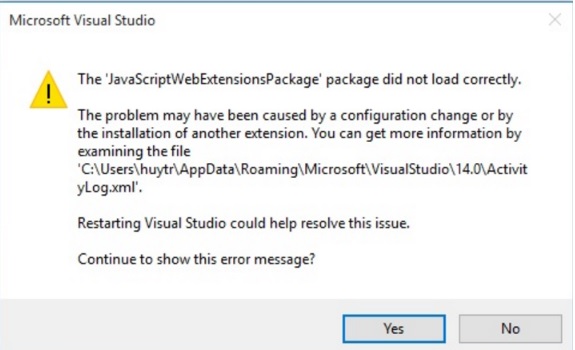 Microsoft Visual Studio
The 'JavaScriptWebExtensionsPackage' package did not load correctly.
The problem may have been caused by a configuration change or by
the installation of another extension. You can get more information by
examining the file
'C:\Users\huytr\AppData\Roaming\Microsoft\VisualStudio\14.0\Activit
yLog.xml'.
Restarting Visual Studio could help resolve this issue.
Continue to show this error message?
Yes
No